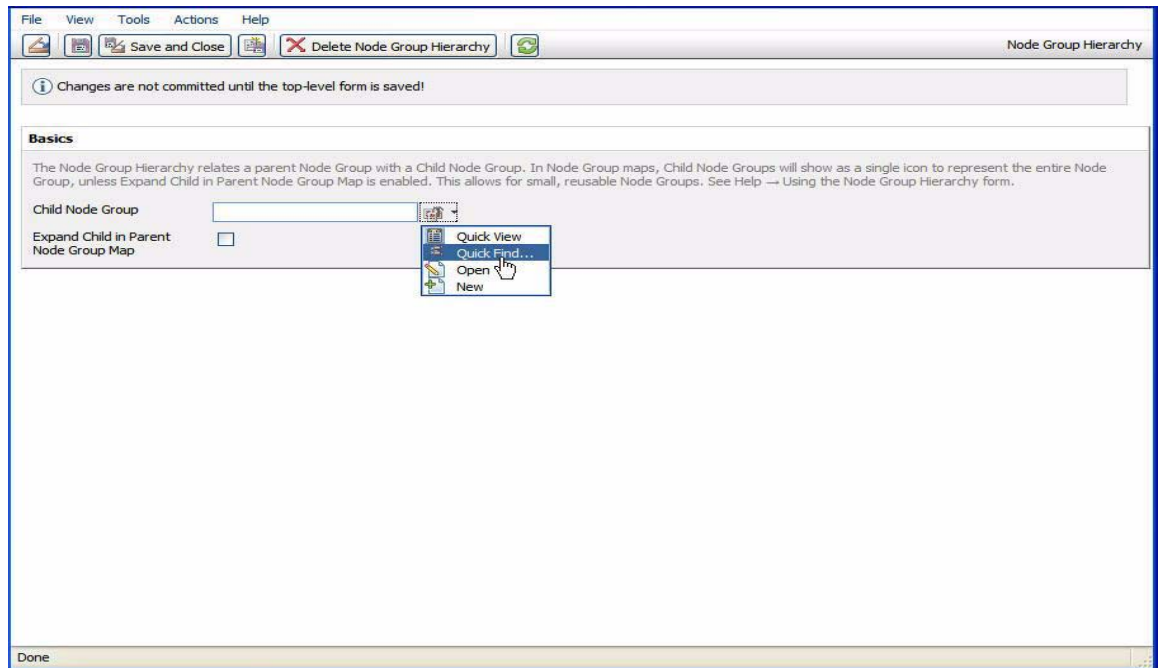 File View Tools Actions Help
Save and Close Delete Node Group Hierarchy Node Group Hierarchy
Changes are not committed until the top-level form is saved!
Basics
The Node Group Hierarchy relates a parent Node Group with a Child Node Group. In Node Group maps, Child Node Groups will show as a single icon to represent the entire Node
Group, unless Expand Child in Parent Node Group Map is enabled. This allows for small, reusable Node Groups. See Help → Using the Node Group Hierarchy form.
Child Node Group
Expand Child in Parent
Node Group Map
Quick View
Quick Find...
Open
New
Done